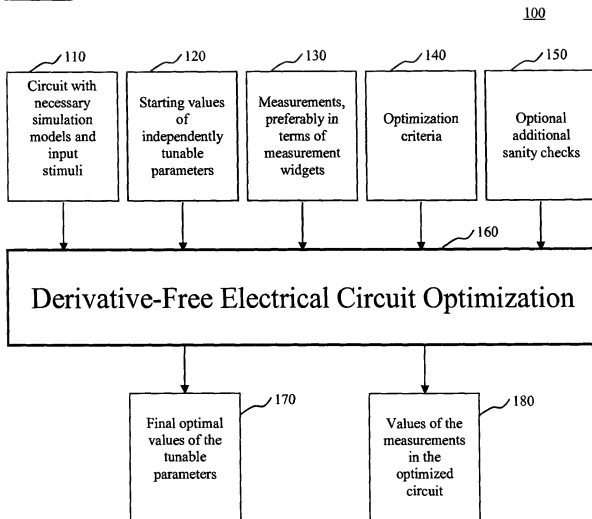 100
110
120
130
140
150
Circuit with
necessary
simulation
models and
input
stimuli
Starting values
of
independently
tunable
parameters
Measurements,
preferably in
terms of
measurement
widgets
Optimization
criteria
Optional
additional
sanity checks
160
Derivative-Free Electrical Circuit Optimization
170
Final optimal
values of the
tunable
parameters
180
Values of the
measurements
in the
optimized
circuit